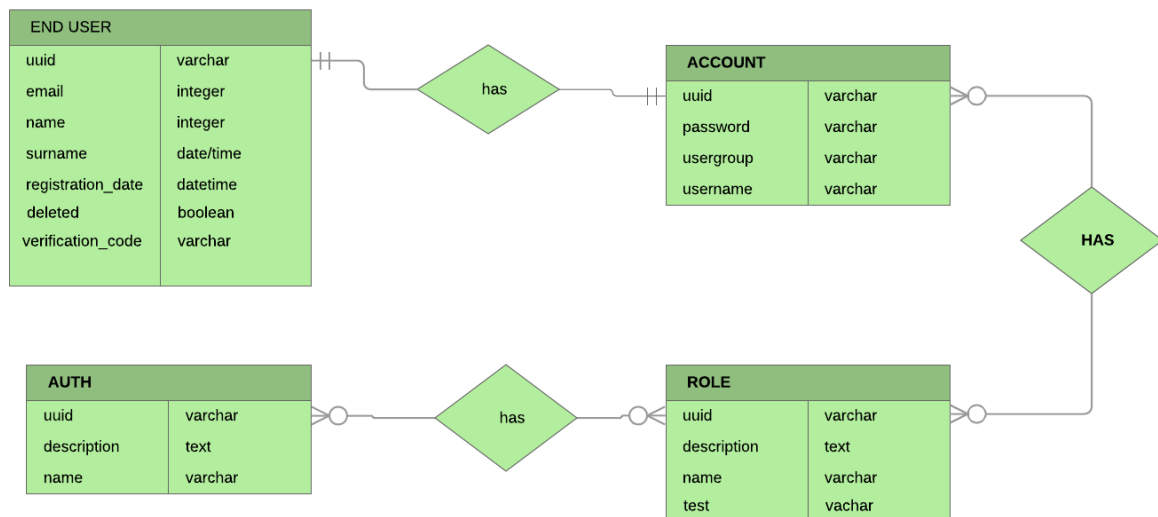 END USER
uuid varchar
email integer
name integer
surname date/time
registration_date datetime
deleted boolean
verification_code varchar
has
ACCOUNT
uuid varchar
password varchar
usergroup varchar
username varchar
HAS
AUTH
uuid varchar
description text
name varchar
has
ROLE
uuid varchar
description text
name varchar
test vachar